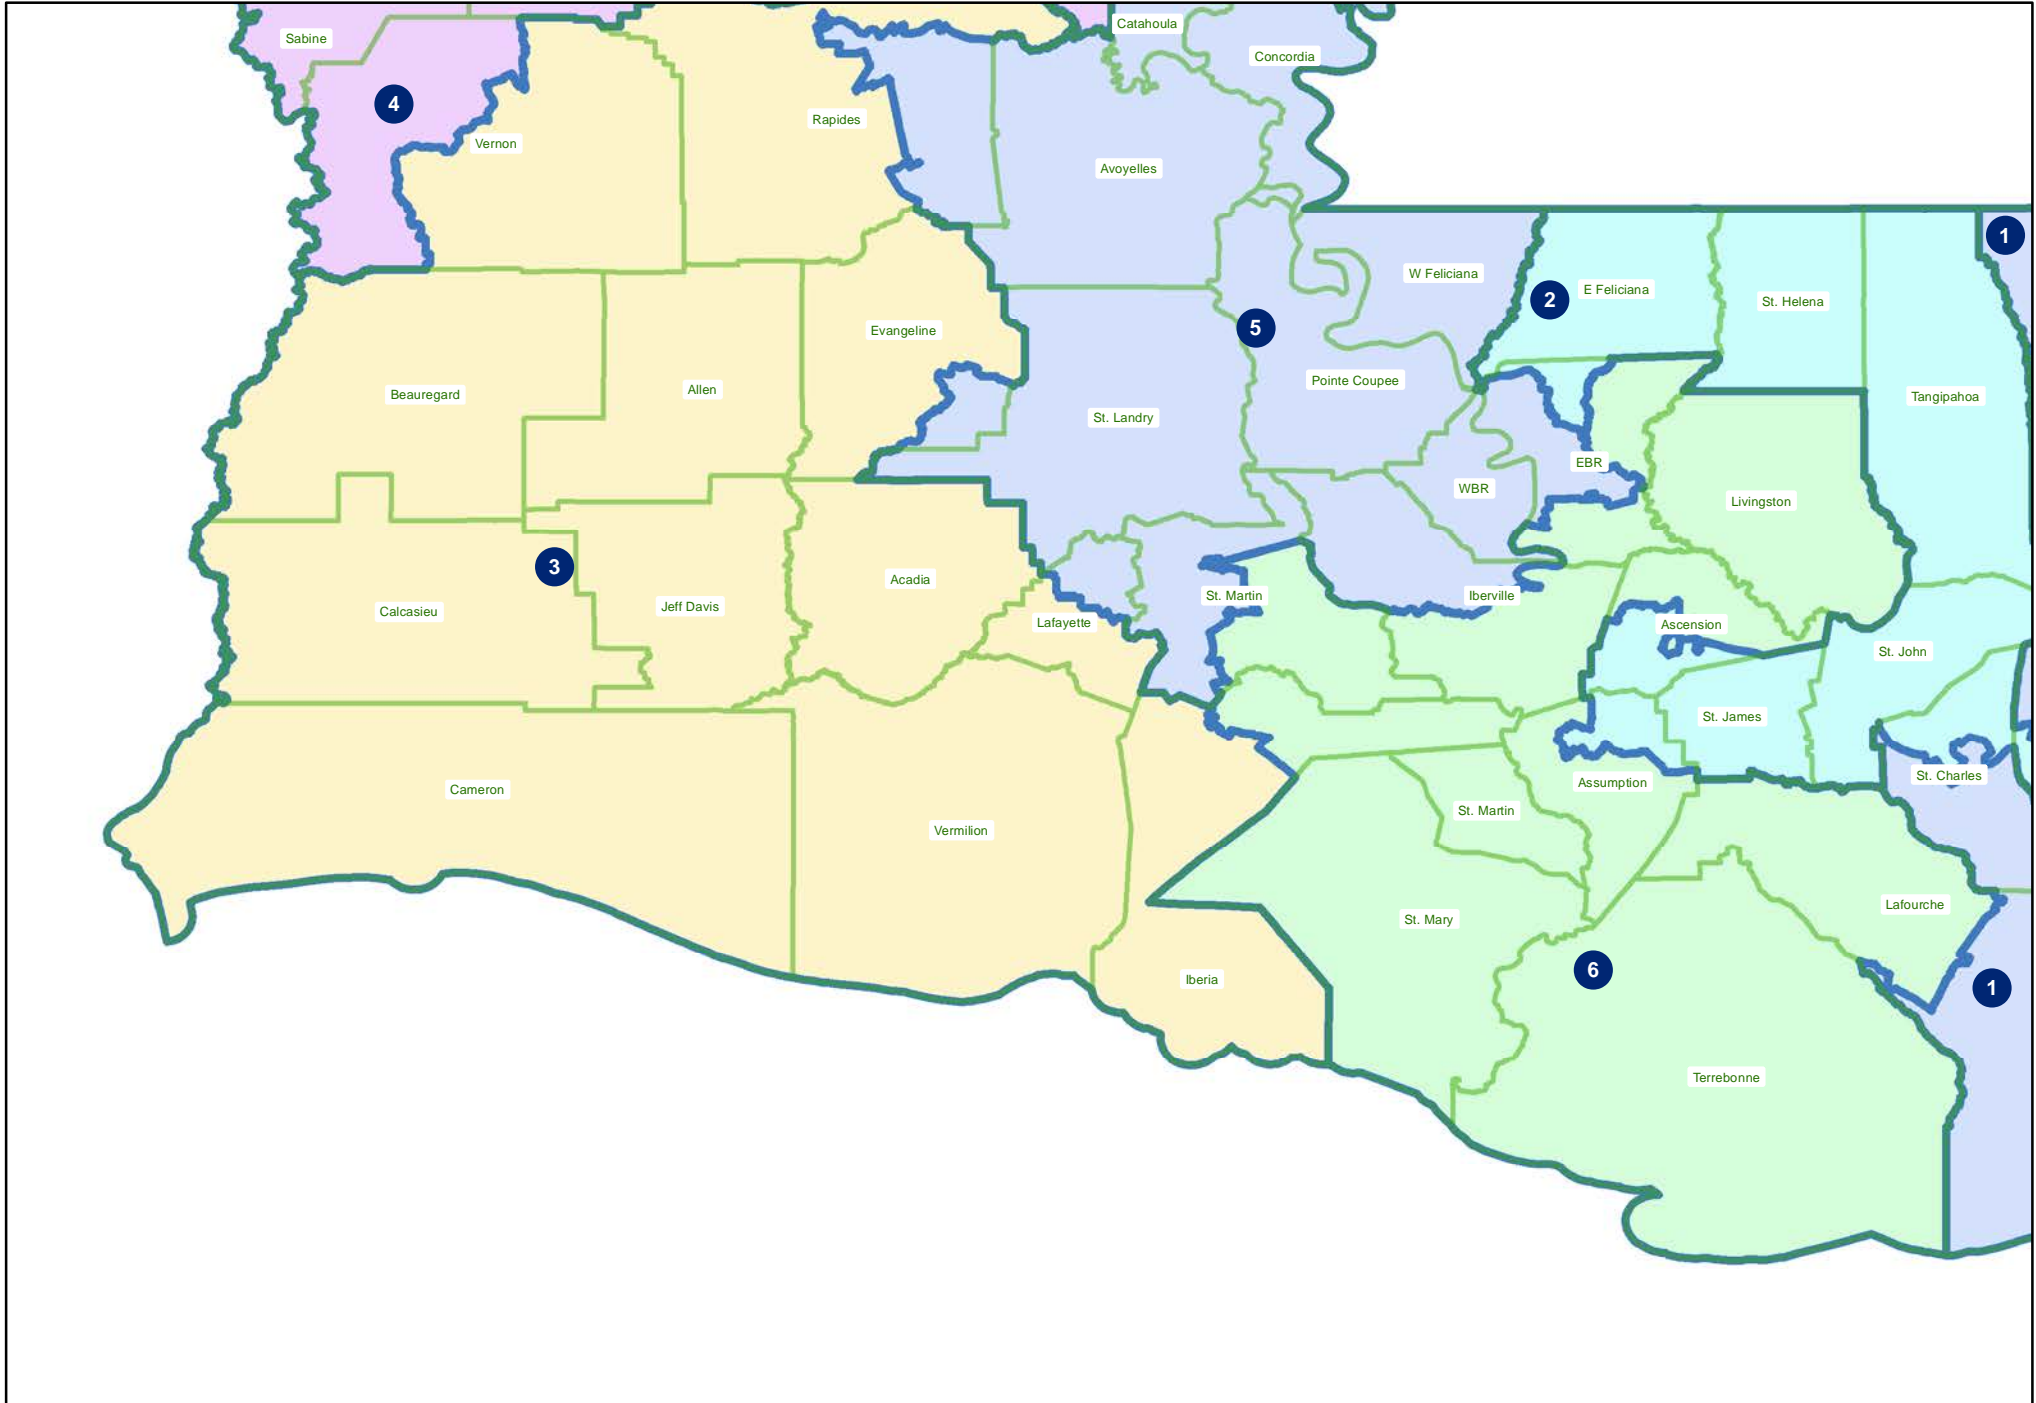 Catahoula
Sabine
Concordia
4
Rapides
Vernon
Avoyelles
1
W Feliciana
E Feliciana
2
St. Helena
5
Evangeline
Pointe Coupee
Allen
Beauregard
Tangipahoa
St. Landry
EBR
WBR
Livingston
3
Acadia
St. Martin
Iberville
Jeff Davis
Calcasieu
Lafayette
Ascension
St. John
St. James
St. Charles
Assumption
Cameron
St. Martin
Vermilion
Lafourche
St. Mary
6
Iberia
1
Terrebonne